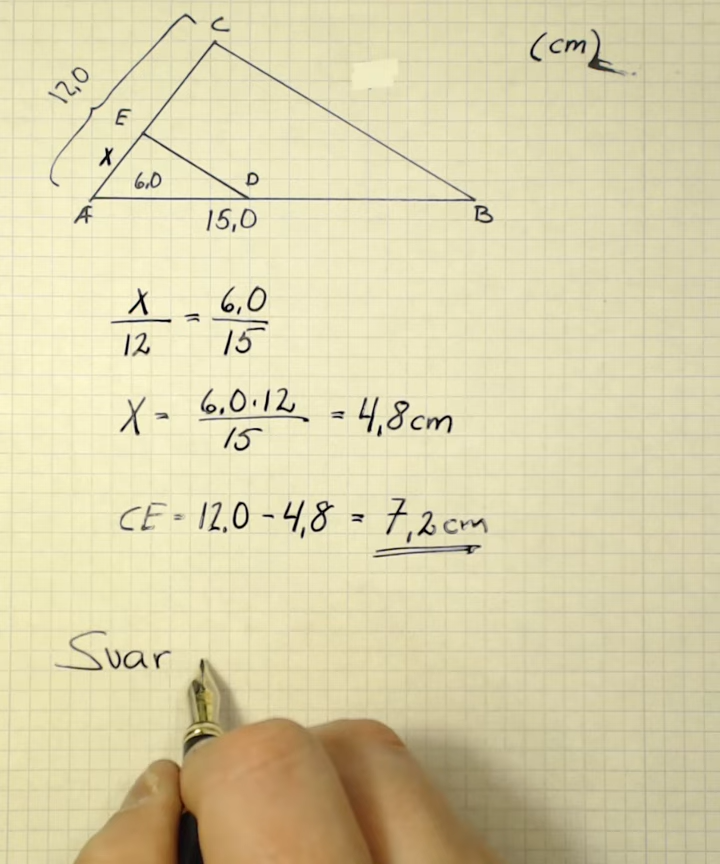 C
(cm)
12,0
E
X
6,0
D
A
15,0
B
X/12 = 6,0/15
X = 6,0·12/15 = 4,8cm
CE = 12,0 - 4,8 = 7,2cm
Svar